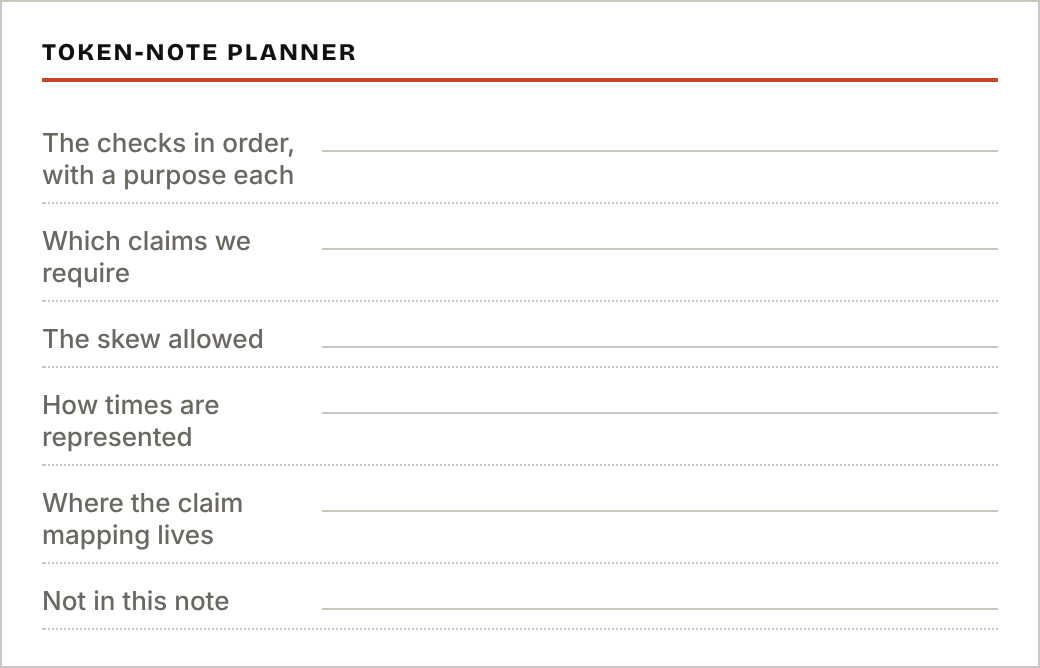 TOKEN-NOTE PLANNER
The checks in order,
with a purpose each
Which claims we
require
The skew allowed
How times are
represented
Where the claim
mapping lives
Not in this note